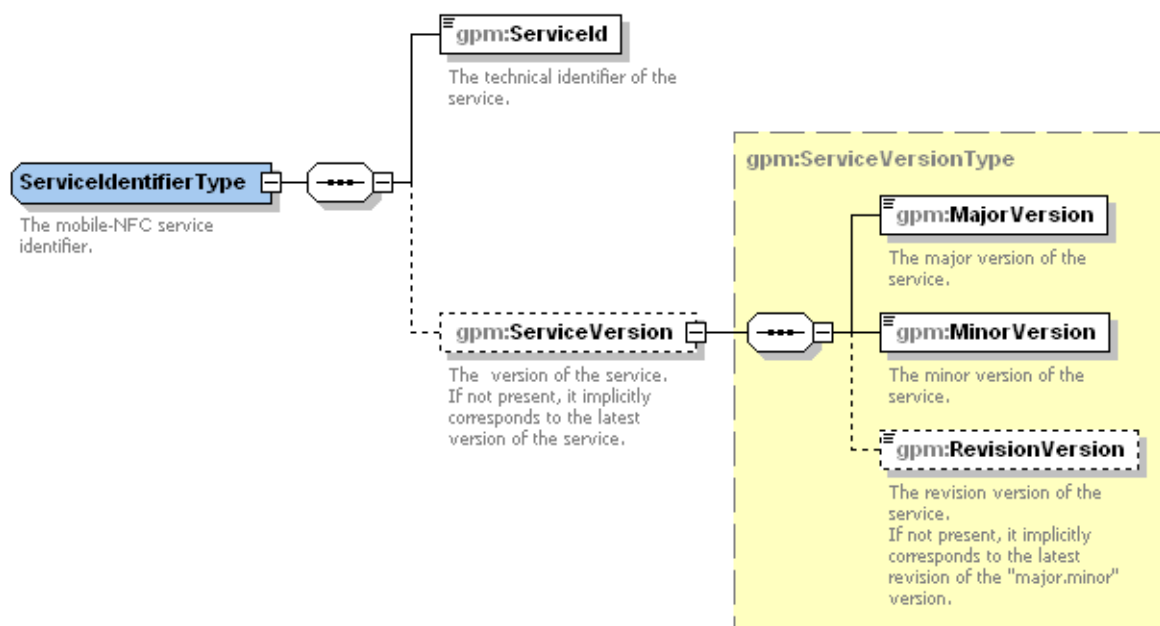 gpm:ServiceId
The technical identifier of the
service.
ServiceIdentifierType
The mobile-NFC service
identifier.
gpm:ServiceVersion
The version of the service.
If not present, it implicitly
corresponds to the latest
version of the service.
gpm:ServiceVersionType
gpm:MajorVersion
The major version of the
service.
gpm:MinorVersion
The minor version of the
service.
gpm:RevisionVersion
The revision version of the
service.
If not present, it implicitly
corresponds to the latest
revision of the "major.minor"
version.